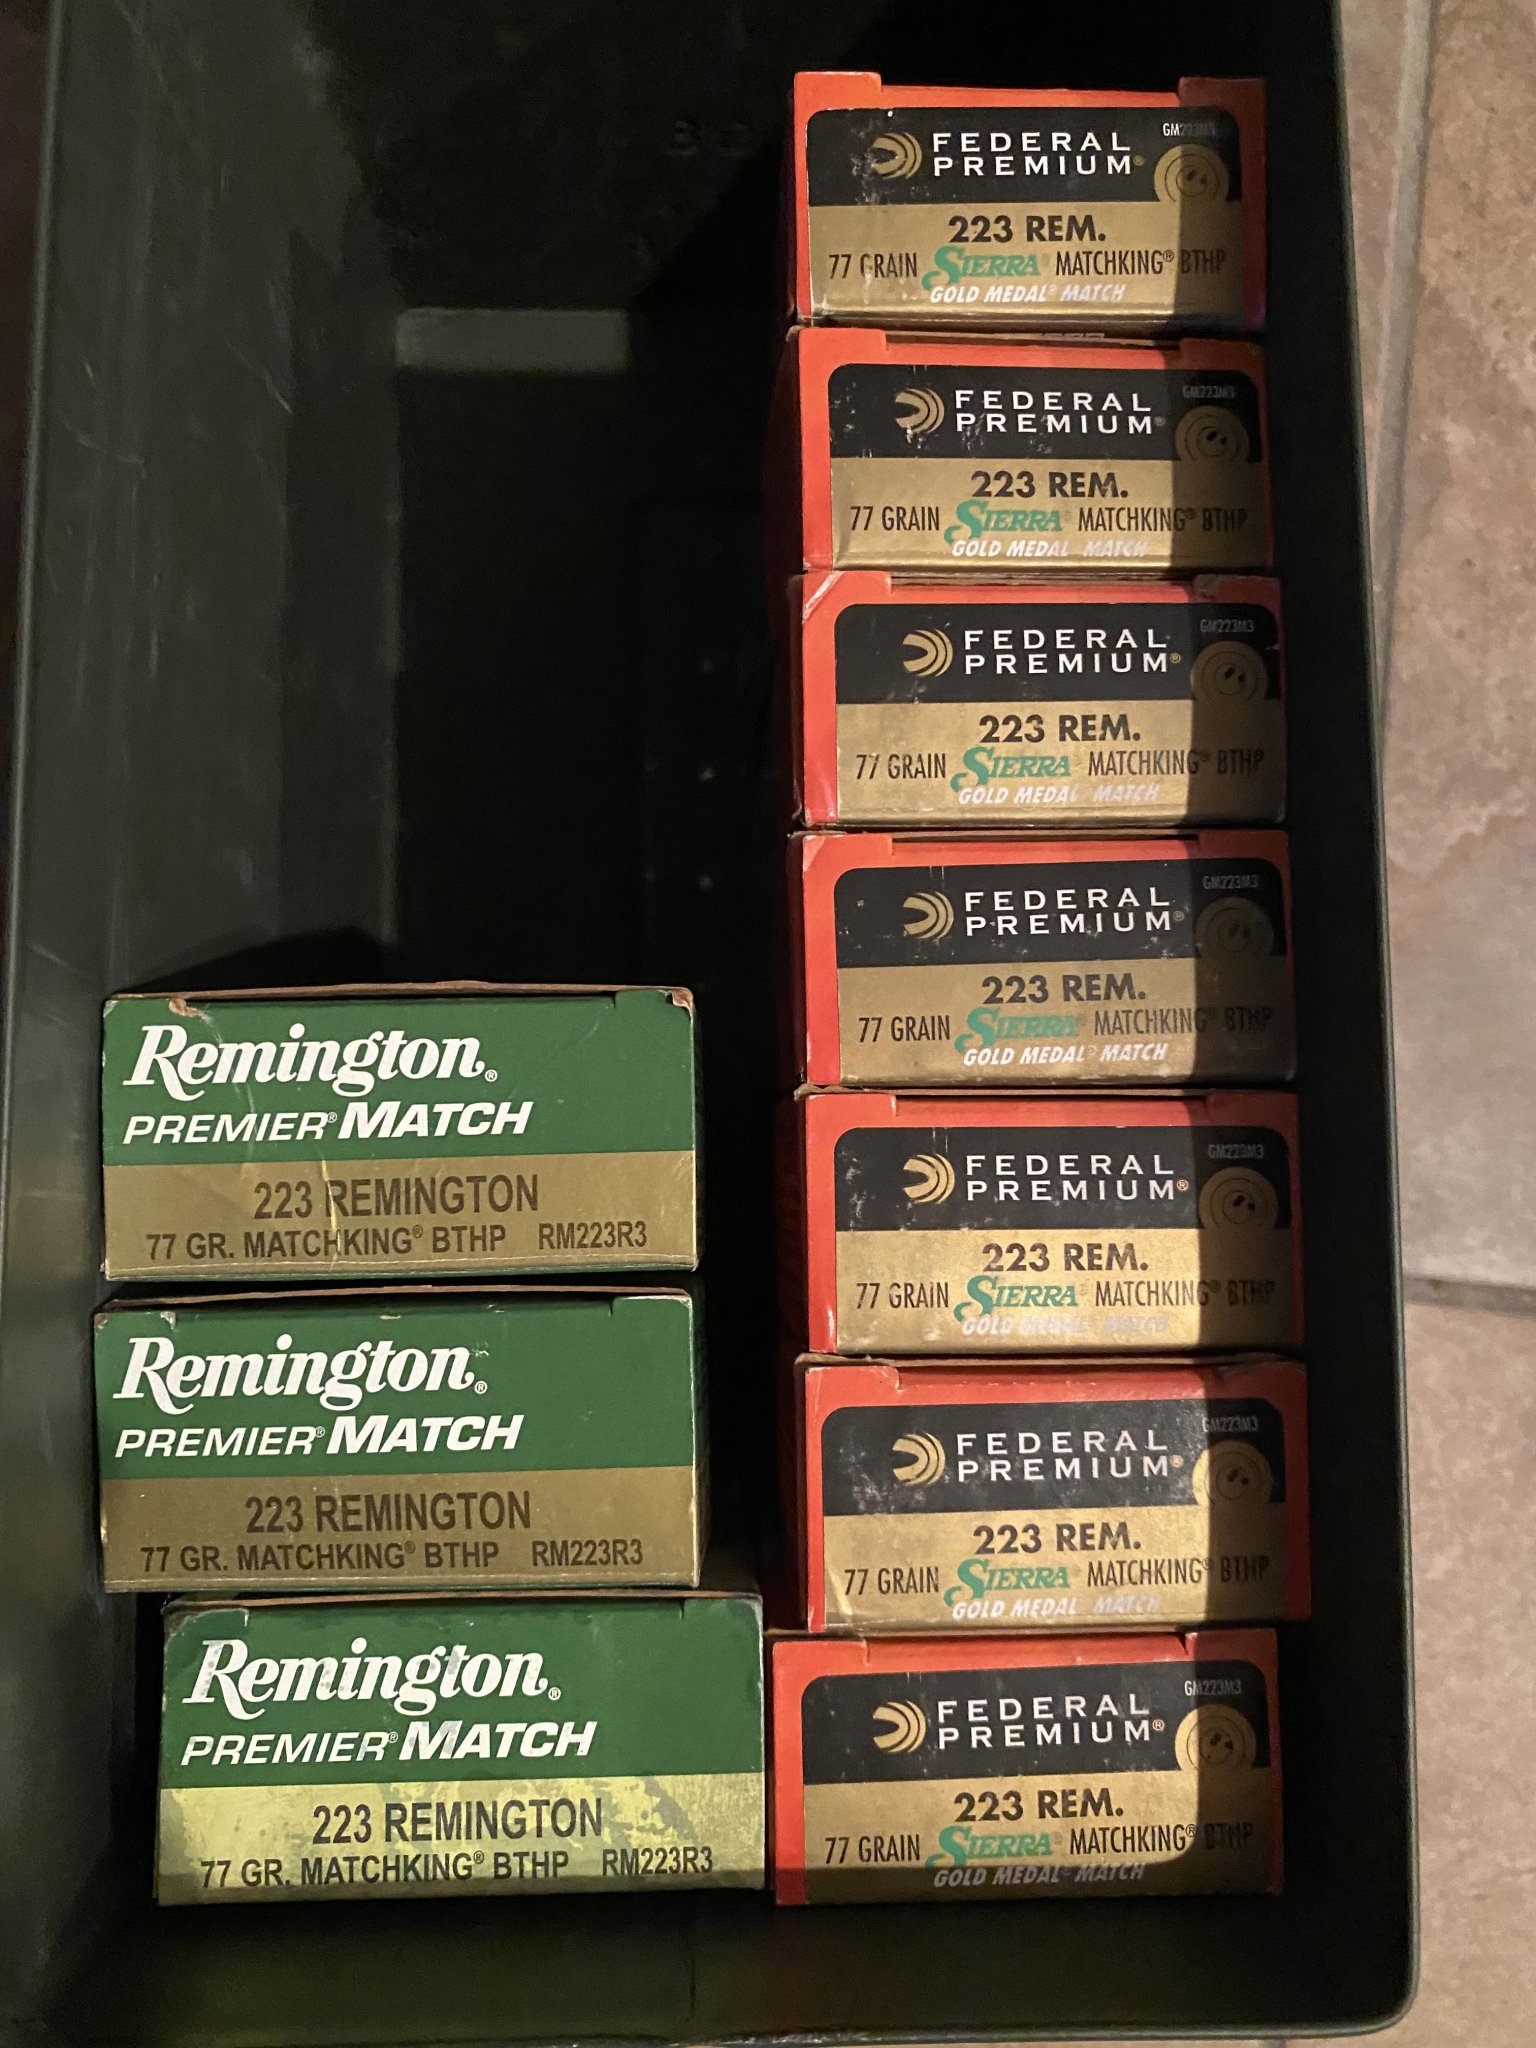 Remington®
PREMIER® MATCH
223 REMINGTON
77 GR. MATCHKING® BTHP RM223R3
Remington®
PREMIER® MATCH
223 REMINGTON
77 GR. MATCHKING® BTHP RM223R3
Remington®
PREMIER® MATCH
223 REMINGTON
77 GR. MATCHKING® BTHP RM223R3
GM223M3
FEDERAL
PREMIUM®
223 REM.
77 GRAIN SIERRA® MATCHKING® BTHP
GOLD MEDAL® MATCH
GM223M3
FEDERAL
PREMIUM®
223 REM.
77 GRAIN SIERRA® MATCHKING® BTHP
GOLD MEDAL MATCH
GM223M3
FEDERAL
PREMIUM®
223 REM.
77 GRAIN SIERRA® MATCHKING® BTHP
GOLD MEDAL MATCH
GM223M3
FEDERAL
PREMIUM®
223 REM.
77 GRAIN SIERRA® MATCHKING® BTHP
GOLD MEDAL® MATCH
GM223M3
FEDERAL
PREMIUM®
223 REM.
77 GRAIN SIERRA® MATCHKING® BTHP
GOLD MEDAL MATCH
GM223M3
FEDERAL
PREMIUM®
223 REM.
77 GRAIN SIERRA® MATCHKING® BTHP
GOLD MEDAL MATCH
GM223M3
FEDERAL
PREMIUM®
223 REM.
77 GRAIN SIERRA® MATCHKING® BTHP
GOLD MEDAL® MATCH